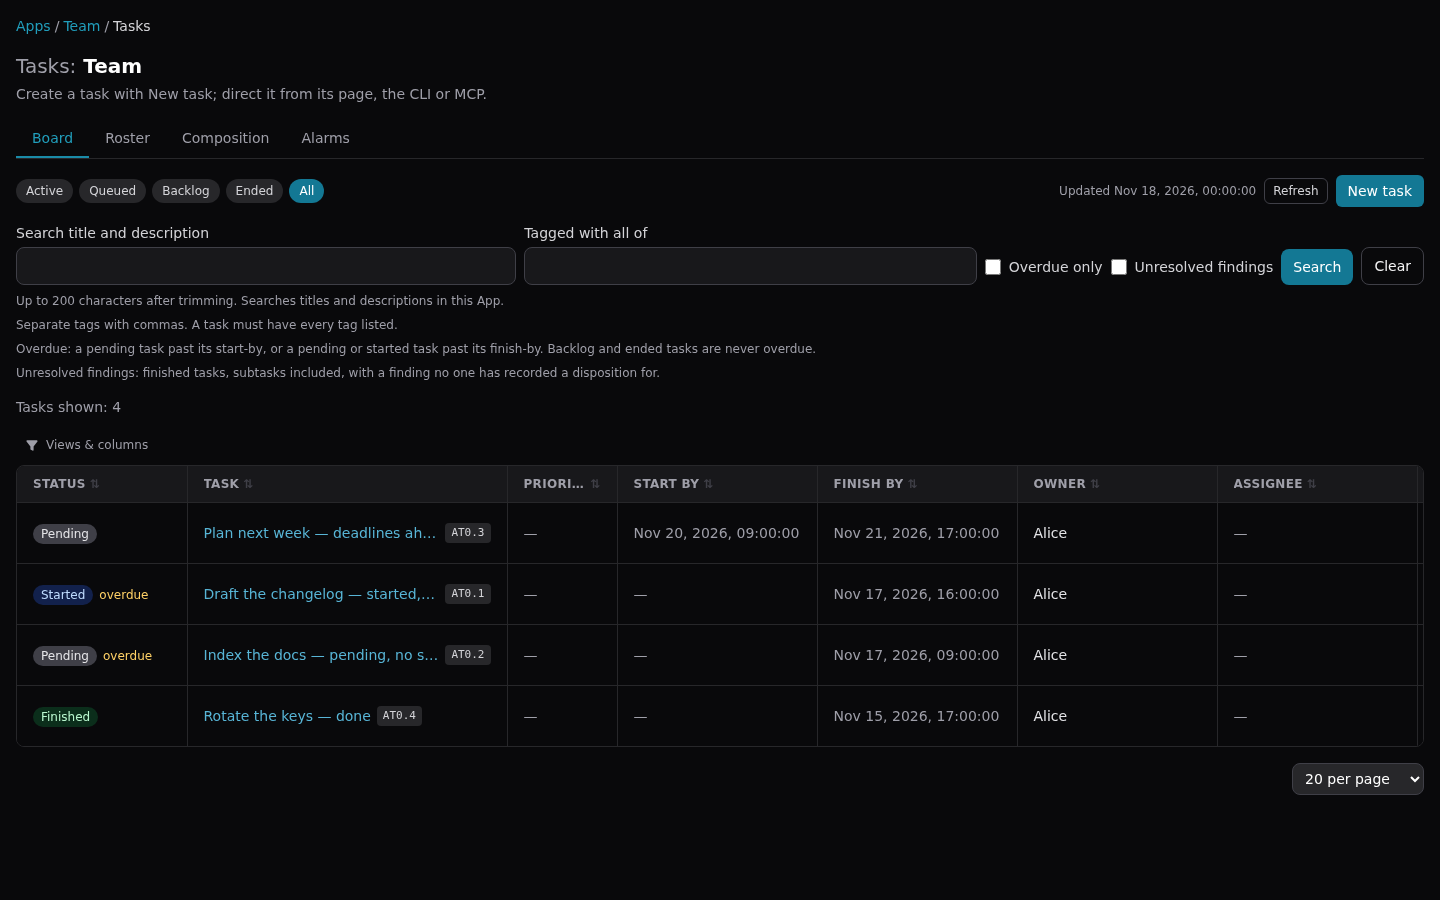 Apps / Team / Tasks
Tasks: Team
Create a task with New task; direct it from its page, the CLI or MCP.
Board Roster Composition Alarms
Active Queued Backlog Ended All Updated Nov 18, 2026, 00:00:00 Refresh New task
Search title and description Tagged with all of
Overdue only Unresolved findings Search Clear
Up to 200 characters after trimming. Searches titles and descriptions in this App.
Separate tags with commas. A task must have every tag listed.
Overdue: a pending task past its start-by, or a pending or started task past its finish-by. Backlog and ended tasks are never overdue.
Unresolved findings: finished tasks, subtasks included, with a finding no one has recorded a disposition for.
Tasks shown: 4
Views & columns
STATUS TASK PRIORI... START BY FINISH BY OWNER ASSIGNEE
Pending Plan next week — deadlines ah... AT0.3 — Nov 20, 2026, 09:00:00 Nov 21, 2026, 17:00:00 Alice —
Started overdue Draft the changelog — started,... AT0.1 — — Nov 17, 2026, 16:00:00 Alice —
Pending overdue Index the docs — pending, no s... AT0.2 — — Nov 17, 2026, 09:00:00 Alice —
Finished Rotate the keys — done AT0.4 — — Nov 15, 2026, 17:00:00 Alice —
20 per page